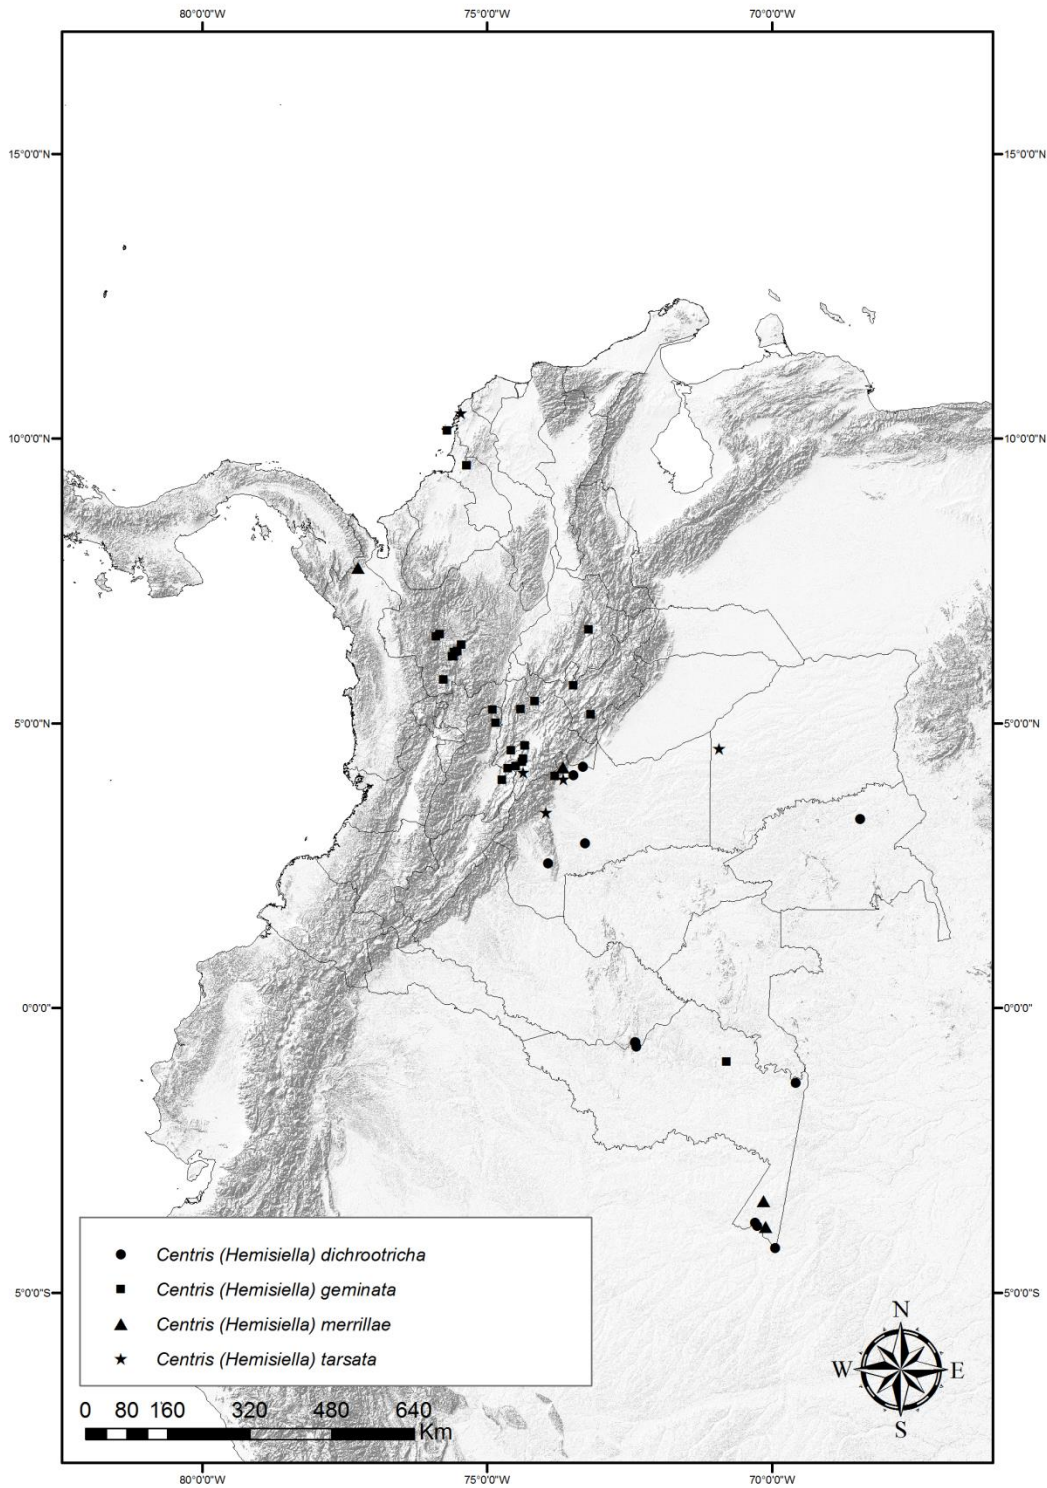 80°0'0"W 75°0'0"W 70°0'0"W
15°0'0"N 15°0'0"N
10°0'0"N 10°0'0"N
5°0'0"N 5°0'0"N
0°0'0" 0°0'0"
5°0'0"S 5°0'0"S
Centris (Hemisiella) dichrootricha
Centris (Hemisiella) geminata
Centris (Hemisiella) merrillae
Centris (Hemisiella) tarsata
0 80 160 320 480 640
Km
N
W E
S
80°0'0"W 75°0'0"W 70°0'0"W